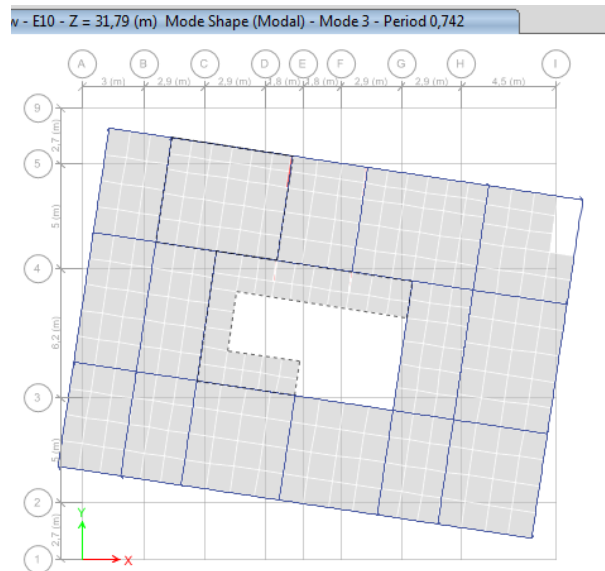 w - E10 - Z = 31,79 (m) Mode Shape (Modal) - Mode 3 - Period 0,742
A B C D E F G H I
3 (m) 2,9 (m) 2,9 (m) 1,8 (m) 1,8 (m) 2,9 (m) 2,9 (m) 4,5 (m)
9
2,7 (m)
5
5 (m)
4
6,2 (m)
3
5 (m)
2
2,7 (m)
1
Y
X